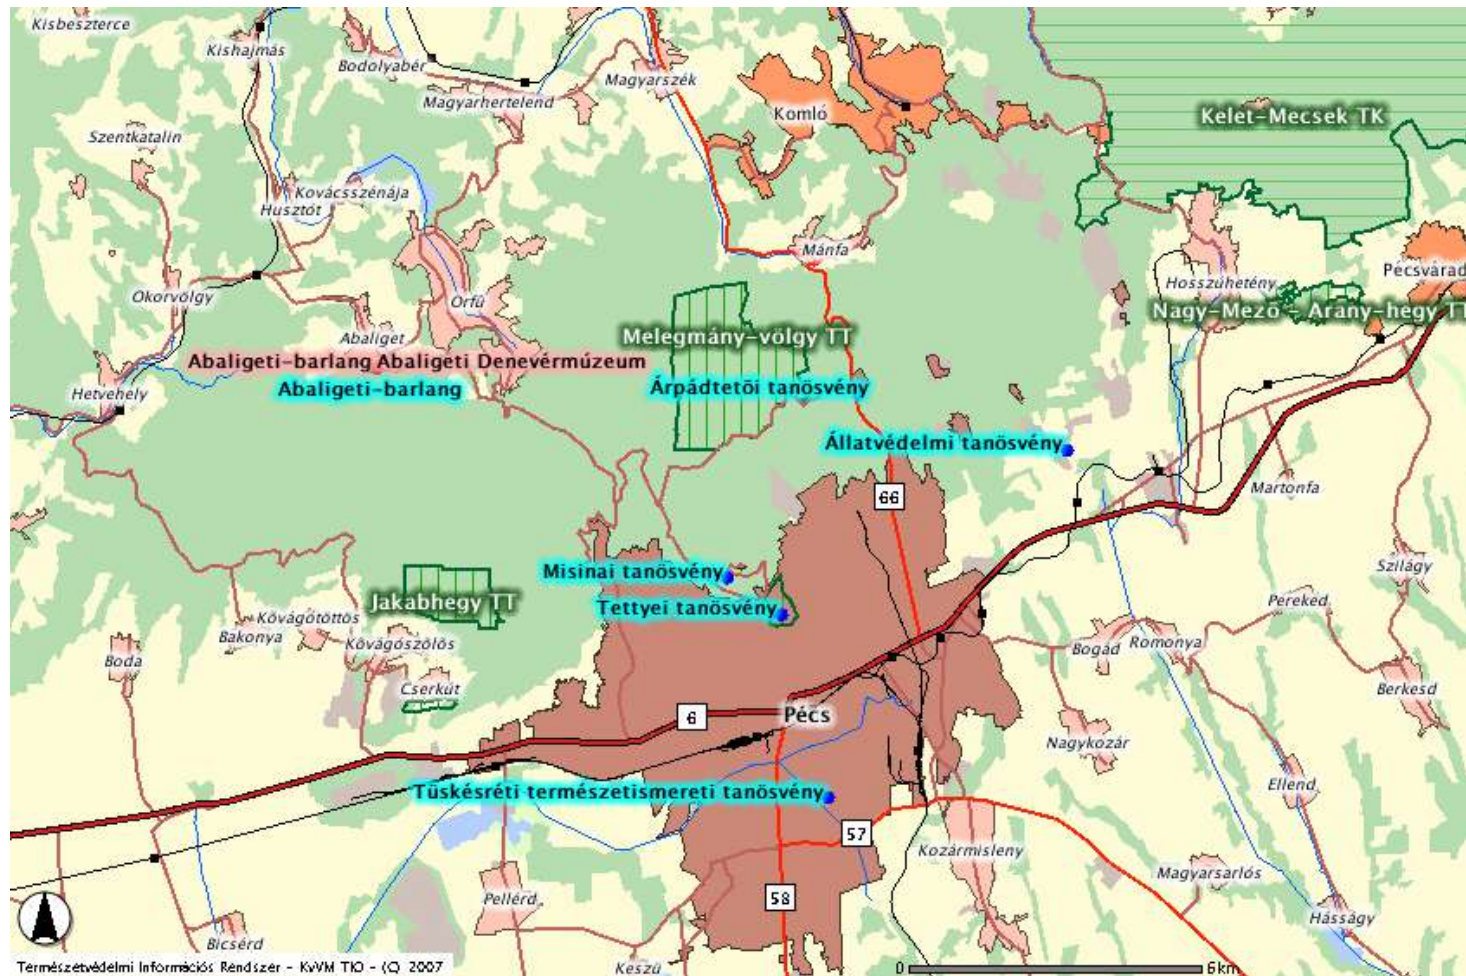 Kisbeszterce
Kishajmás
Bodolyabér
Magyarszék
Magyarhertelend
Komló
Kelet-Mecsek TK
Szentkatalin
Kovácsszénája
Husztót
Mánfa
Pécsvárad
Hosszúhetény
Okorvölgy
Orfű
Nagy-Mező - Arany-hegy TT
Abaliget
Melegmány-völgy TT
Abaligeti-barlang Abaligeti Denevérmúzeum
Hetvehely
Abaligeti-barlang
Árpádtetõi tanösvény
Állatvédelmi tanösvény
Martonfa
66
Szilágy
Misinai tanösvény
Jakabhegy TT
Tettyei tanösvény
Pereked
Kővágótöttös
Bakonya
Kővágószőlős
Bogád
Romonya
Boda
Cserkút
Berkesd
6
Pécs
Nagykozár
Ellend
Tüskésréti természetismereti tanösvény
57
Kozármisleny
Magyarsarlós
Pellérd
58
Hásságy
Bicsérd
Keszü
Természetvédelmi Információs Rendszer - KvVM TIO - (C) 2007
0 6km